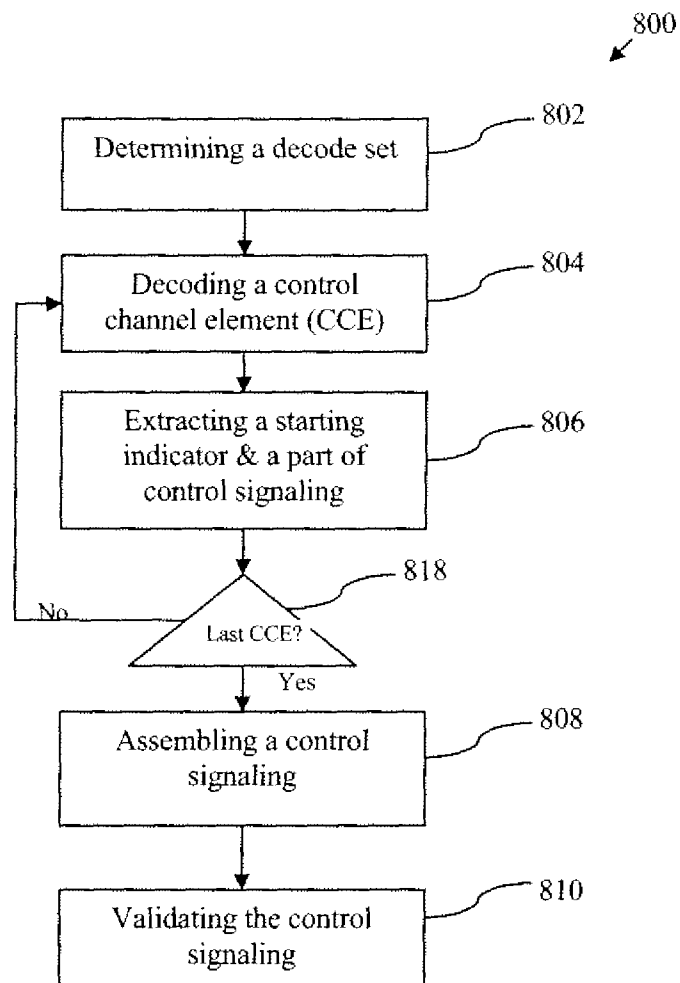 800
802
Determining a decode set
804
Decoding a control
channel element (CCE)
806
Extracting a starting
indicator & a part of
control signaling
818
No
Last CCE?
Yes
808
Assembling a control
signaling
810
Validating the control
signaling